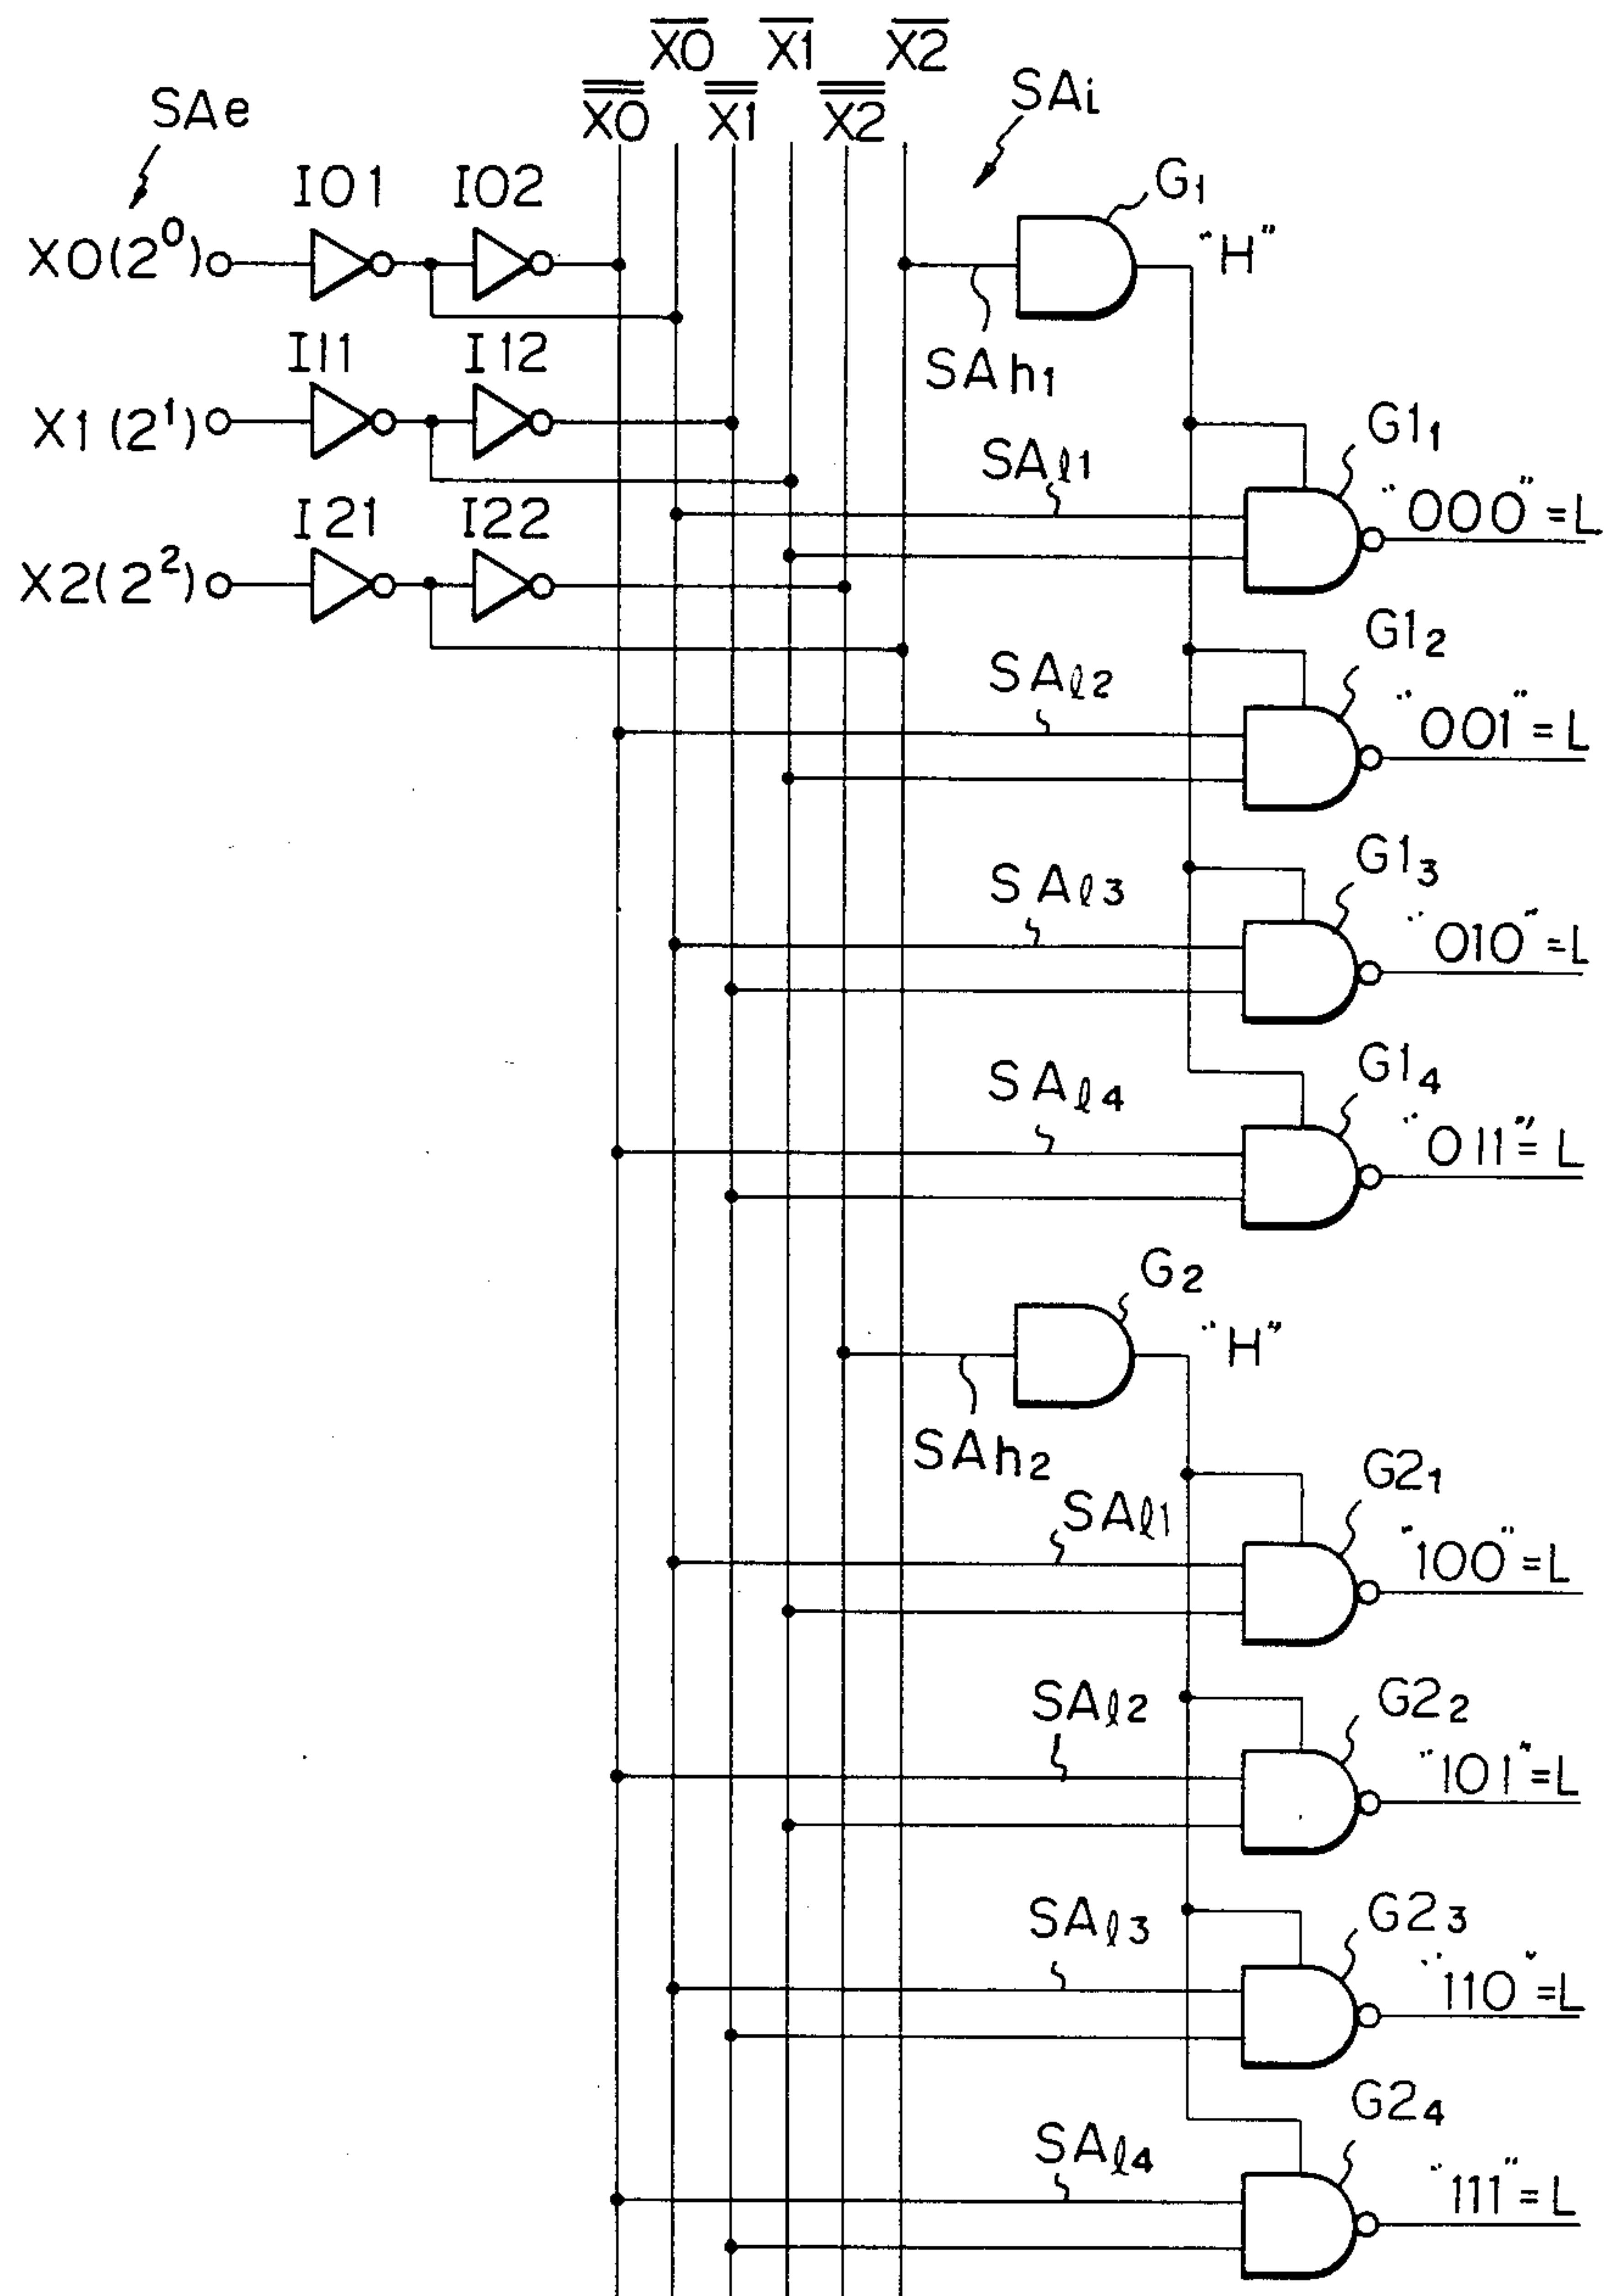 X̅0̅ X̅1̅ X̅2̅
X̿0̿ X̿1̿ X̿2̿
SAe
SAi
I01 I02
G₁
X0(2⁰)
"H"
I11 I12
SAh₁
X1(2¹)
G1₁
SAℓ1
"000"=L
I21 I22
X2(2²)
G1₂
SAℓ2
"001"=L
G1₃
SAℓ3
"010"=L
G1₄
SAℓ4
"011"=L
G₂
"H"
SAh₂
G2₁
SAℓ1
"100"=L
G2₂
SAℓ2
"101"=L
G2₃
SAℓ3
"110"=L
G2₄
SAℓ4
"111"=L